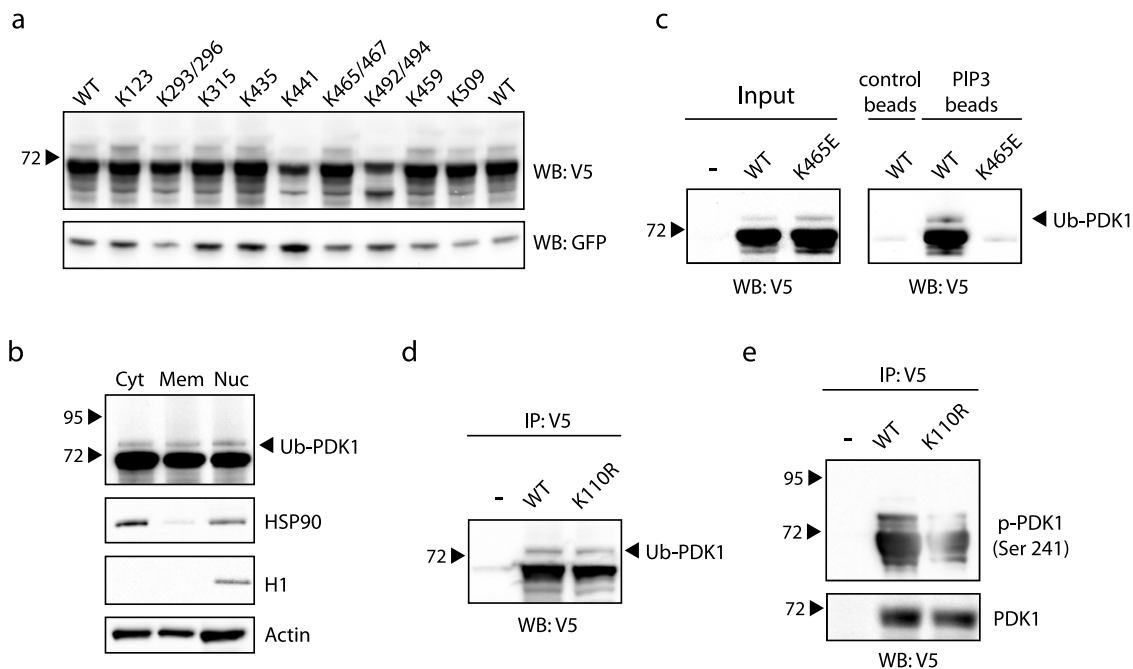 a
WT K123 K293/296 K315 K435 K441 K465/467 K492/494 K459 K509 WT
72
WB: V5
WB: GFP
b
Cyt Mem Nuc
95
72
Ub-PDK1
HSP90
H1
Actin
c
Input
control beads
PIP3 beads
- WT K465E
WT WT K465E
72
Ub-PDK1
WB: V5
WB: V5
d
IP: V5
- WT K110R
72
Ub-PDK1
WB: V5
e
IP: V5
- WT K110R
95
72
p-PDK1
(Ser 241)
72
PDK1
WB: V5